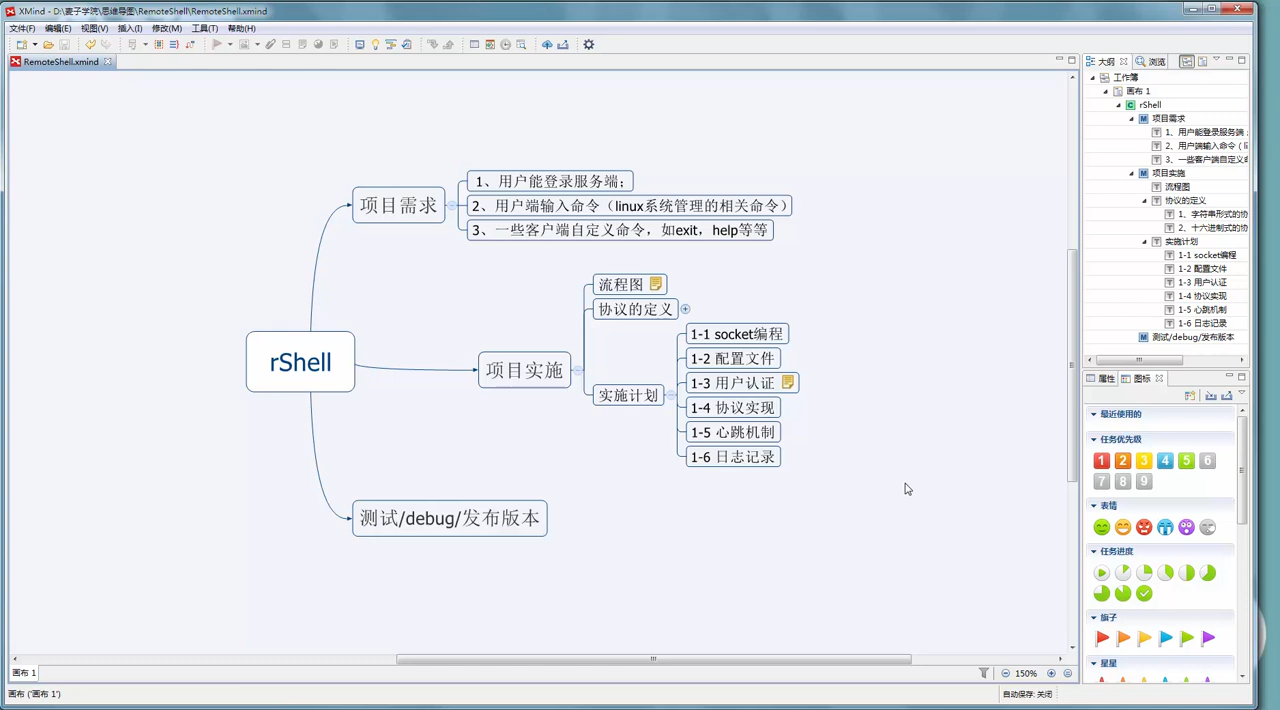 XMind - D:\麦子学院\思维导图\RemoteShell\RemoteShell.xmind
文件(F) 编辑(E) 视图(V) 插入(I) 修改(M) 工具(T) 帮助(H)
RemoteShell.xmind
rShell
项目需求
1、用户能登录服务端；
2、用户端输入命令（linux系统管理的相关命令）
3、一些客户端自定义命令，如exit，help等等
项目实施
流程图
协议的定义
实施计划
1-1 socket编程
1-2 配置文件
1-3 用户认证
1-4 协议实现
1-5 心跳机制
1-6 日志记录
测试/debug/发布版本
大纲 浏览
工作簿
画布 1
rShell
项目需求
1、用户能登录服务端；
2、用户端输入命令（li
3、一些客户端自定义命
项目实施
流程图
协议的定义
1、字符串形式的协
2、十六进制式的协
实施计划
1-1 socket编程
1-2 配置文件
1-3 用户认证
1-4 协议实现
1-5 心跳机制
1-6 日志记录
测试/debug/发布版本
属性 图标
最近使用的
任务优先级
1 2 3 4 5 6
7 8 9
表情
任务进度
旗子
星星
画布 1
150%
画布 ('画布 1')
自动保存: 关闭